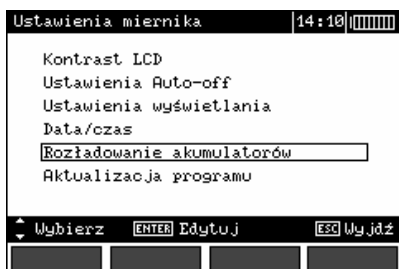 Ustawienia miernika 14:10
Kontrast LCD
Ustawienia Auto-off
Ustawienia wyświetlania
Data/czas
Rozładowanie akumulatorów
Aktualizacja programu
Wybierz ENTER Edytuj ESC Wyjdź